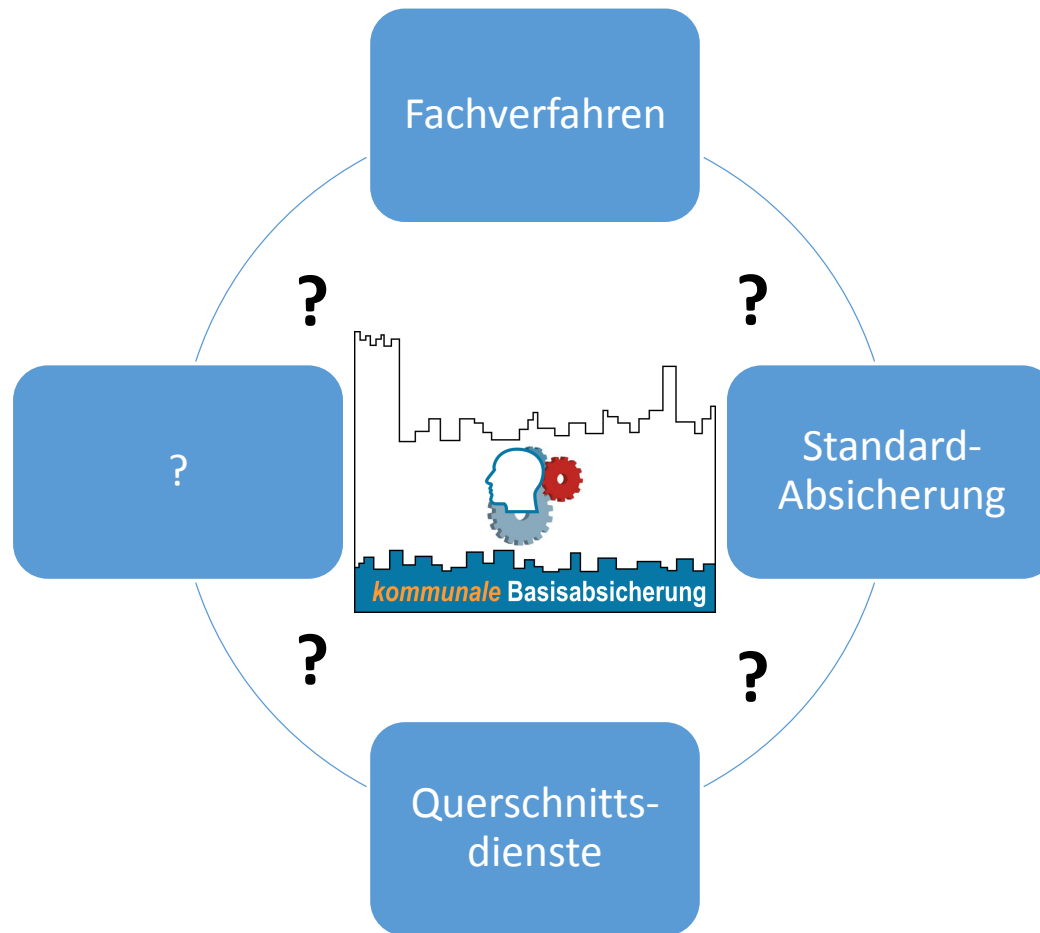 Fachverfahren
?
?
?
Standard-
Absicherung
kommunale Basisabsicherung
?
?
Querschnitts-
dienste